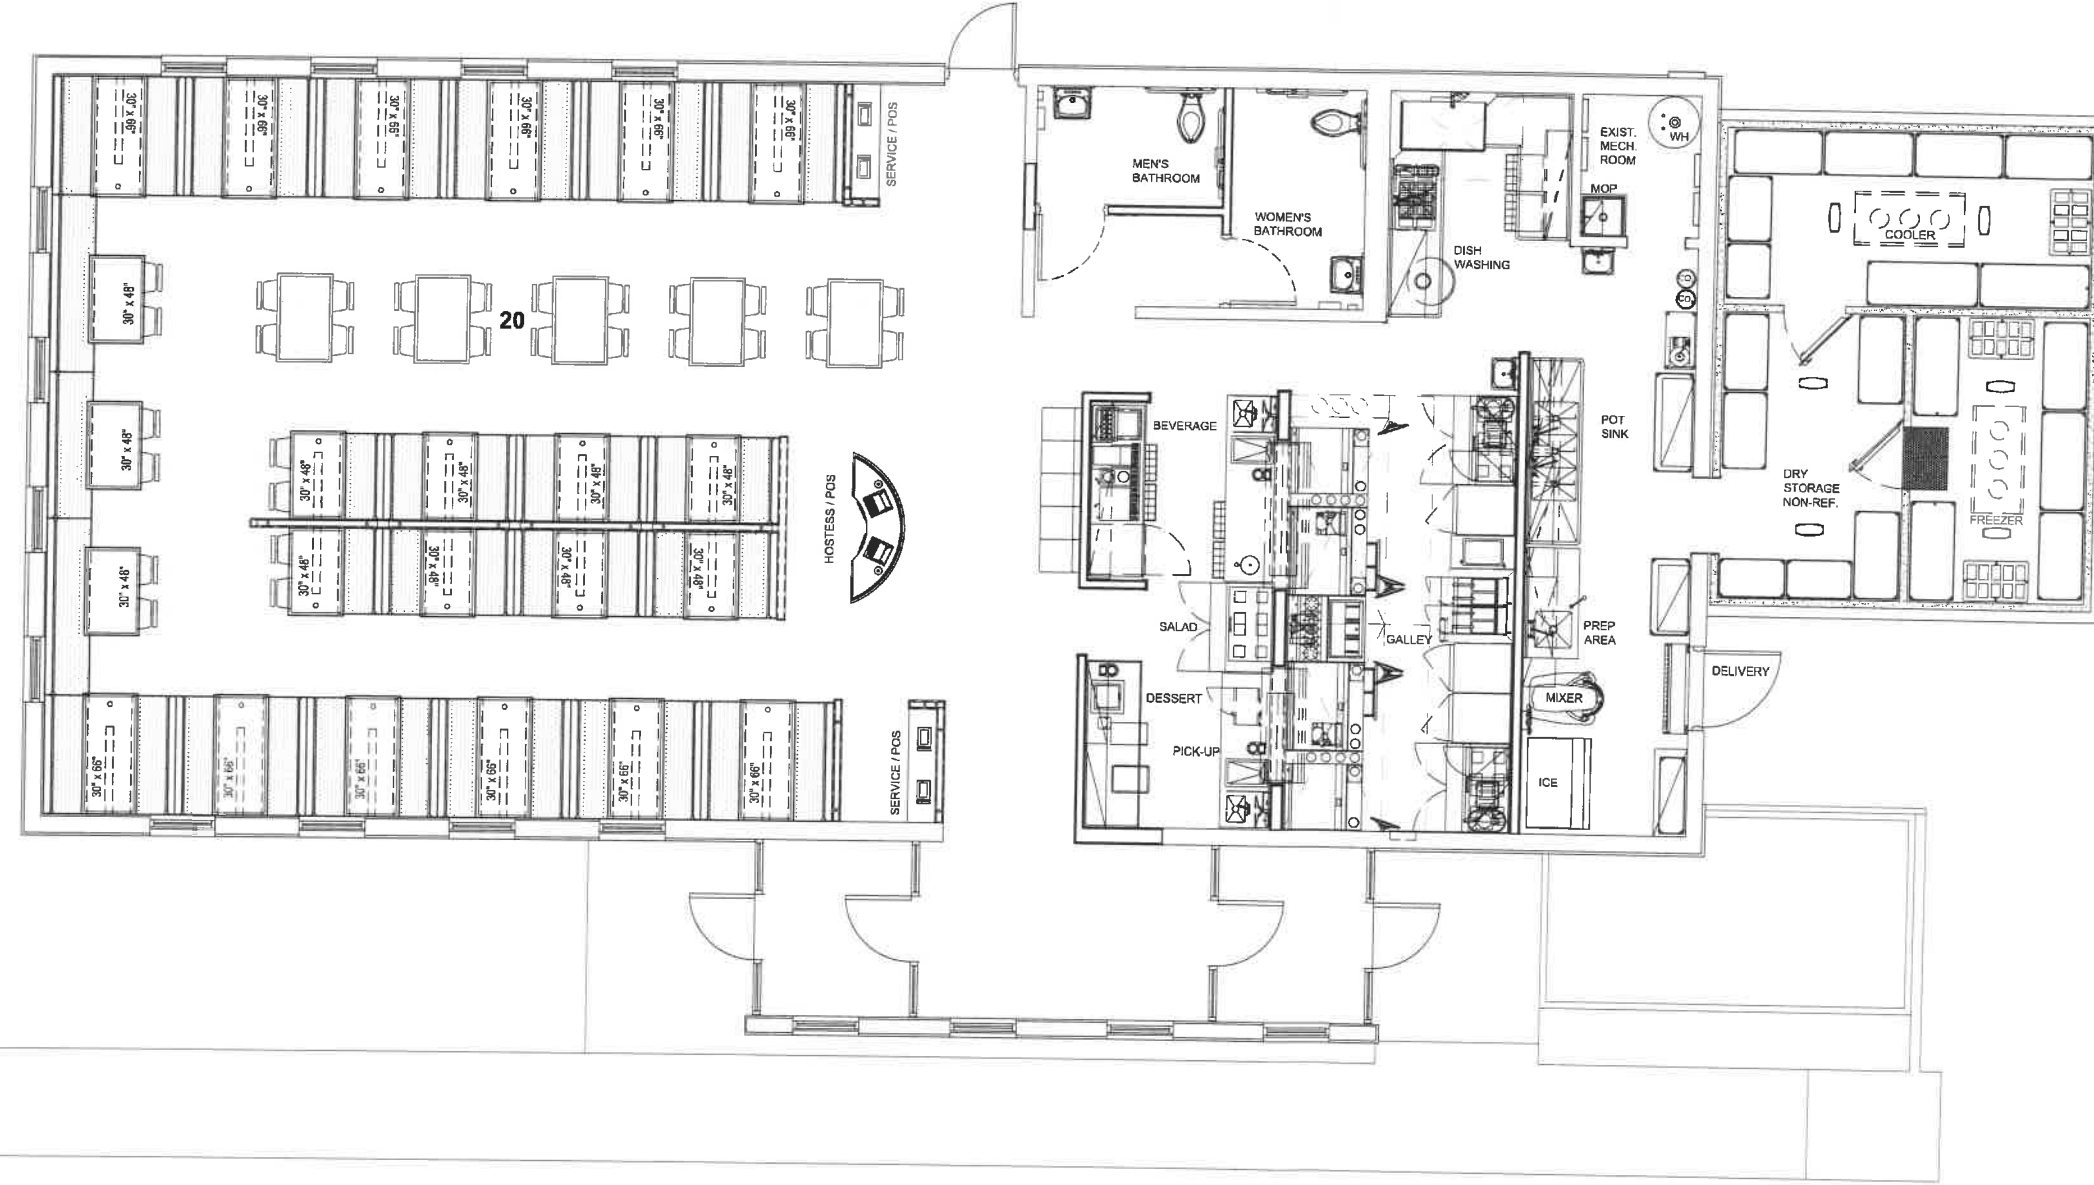 30" x 66"
30" x 66"
30" x 66"
30" x 66"
30" x 66"
30" x 66"
SERVICE / POS
MEN'S
BATHROOM
WOMEN'S
BATHROOM
DISH
WASHING
EXIST.
MECH.
ROOM
WH
MOP
COOLER
30" x 48"
20
CO
CO₂
30" x 48"
30" x 48"
30" x 48"
30" x 48"
30" x 48"
30" x 48"
30" x 48"
30" x 48"
30" x 48"
30" x 48"
HOSTESS / POS
BEVERAGE
POT
SINK
DRY
STORAGE
NON-REF.
FREEZER
SALAD
GALLEY
PREP
AREA
DELIVERY
DESSERT
MIXER
PICK-UP
ICE
30" x 66"
30" x 66"
30" x 66"
30" x 66"
30" x 66"
30" x 66"
SERVICE / POS